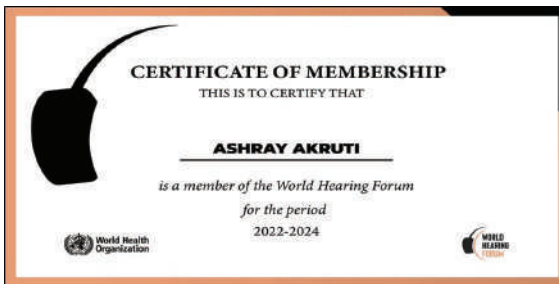 CERTIFICATE OF MEMBERSHIP
THIS IS TO CERTIFY THAT
ASHRAY AKRUTI
is a member of the World Hearing Forum
for the period
2022-2024
World Health
Organization
WORLD
HEARING
FORUM